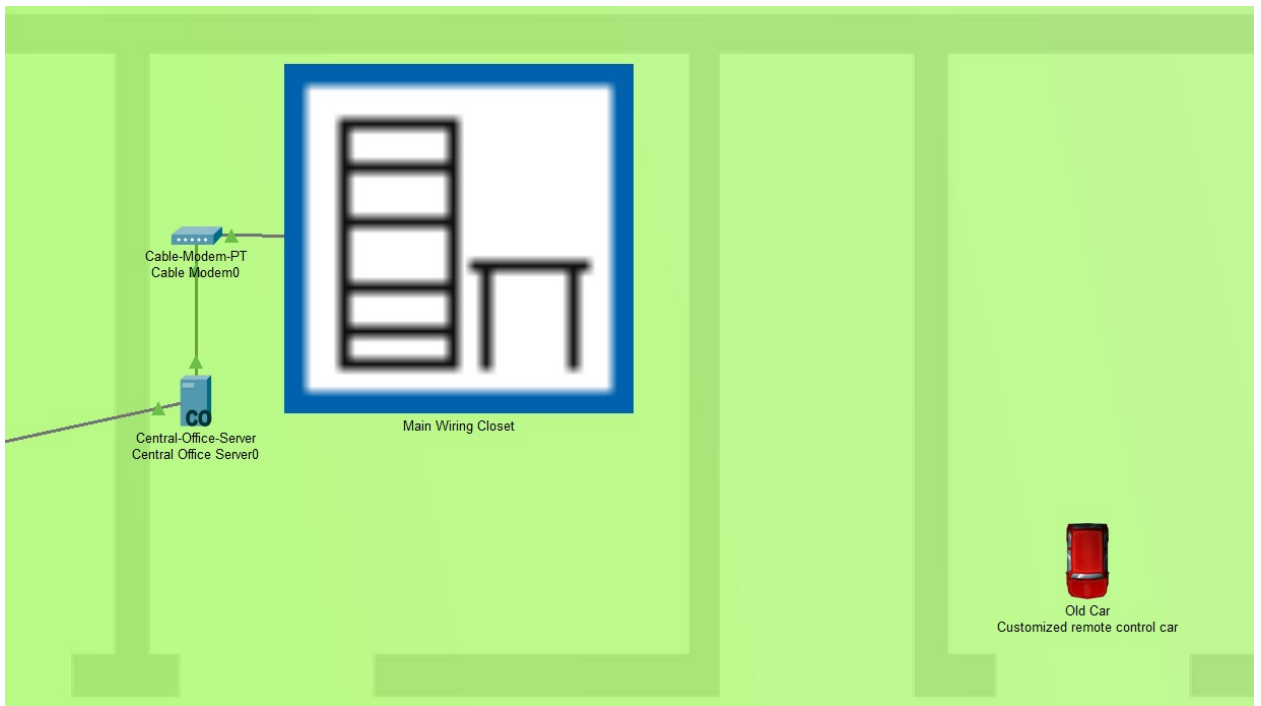 Cable-Modem-PT
Cable Modem0
CO
Central-Office-Server
Central Office Server0
Main Wiring Closet
Old Car
Customized remote control car